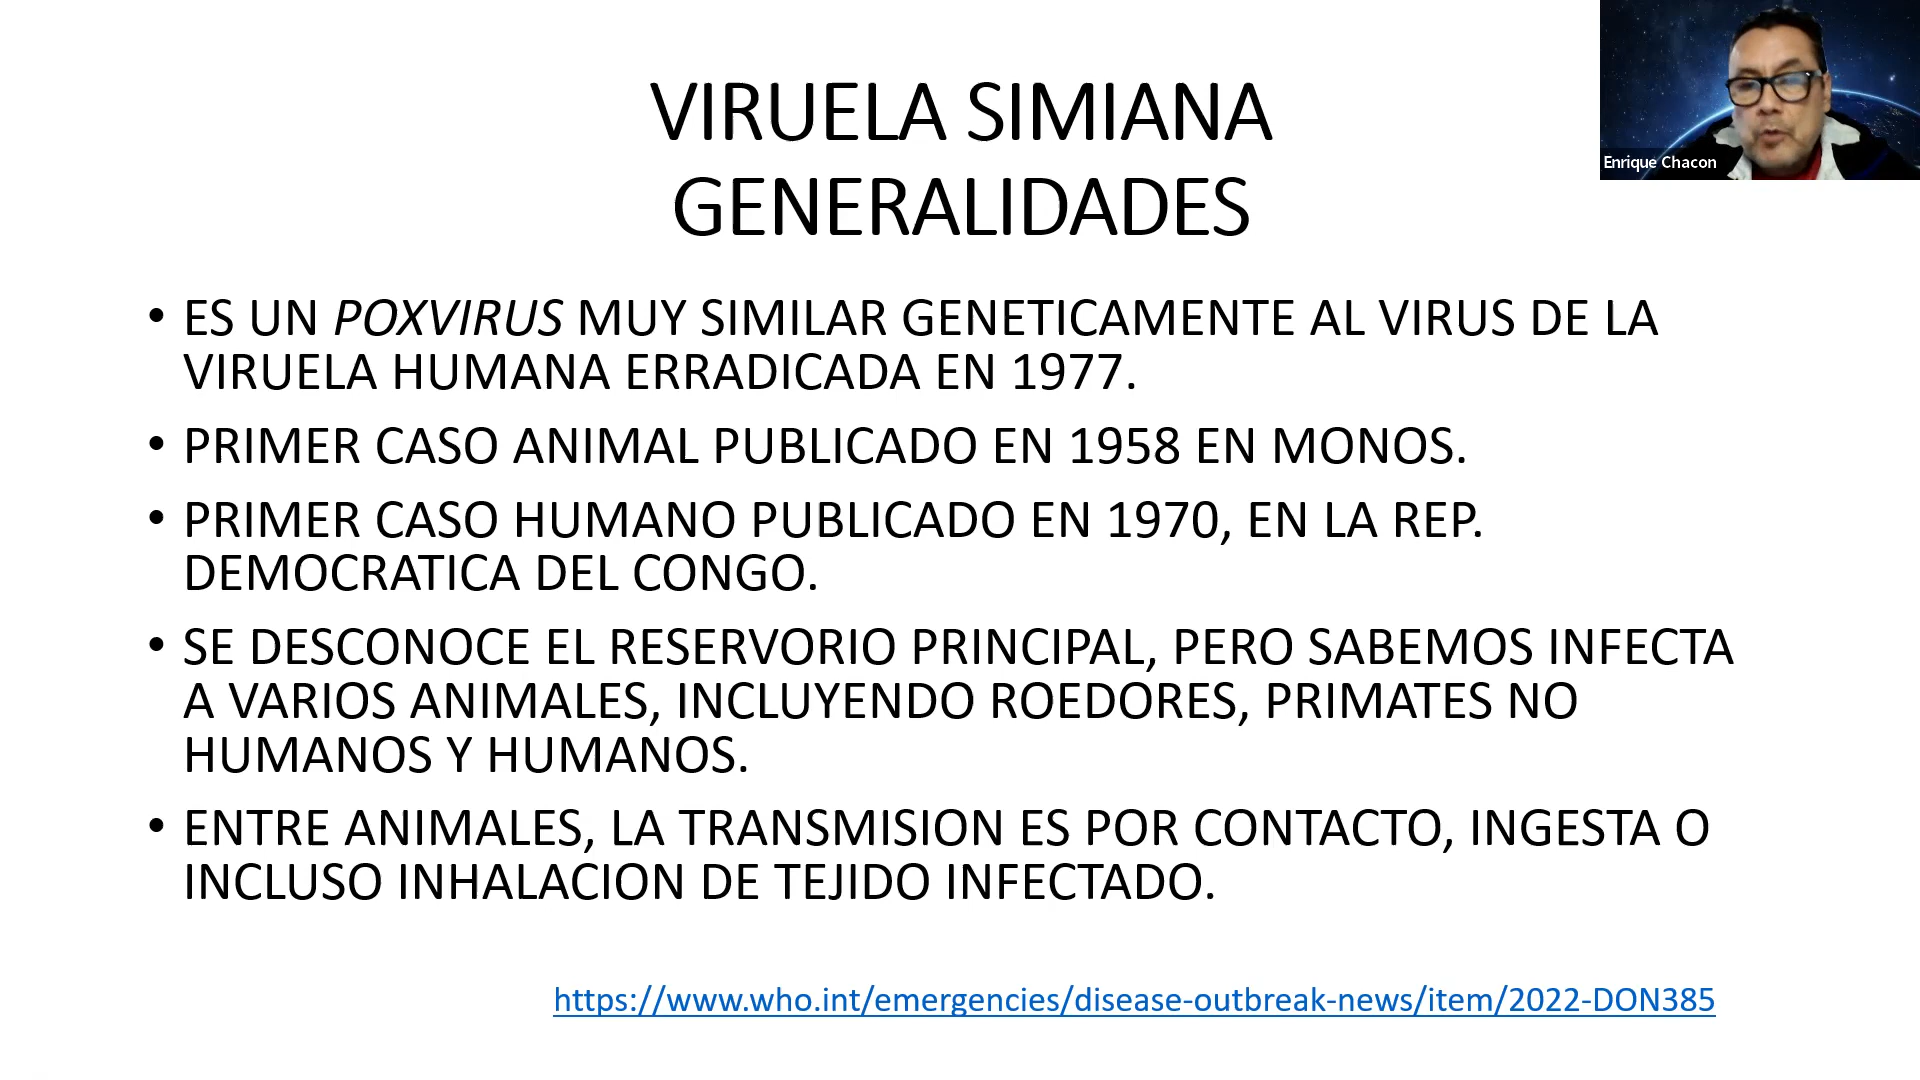 VIRUELA SIMIANA
GENERALIDADES
Enrique Chacon
• ES UN POXVIRUS MUY SIMILAR GENETICAMENTE AL VIRUS DE LA
VIRUELA HUMANA ERRADICADA EN 1977.
• PRIMER CASO ANIMAL PUBLICADO EN 1958 EN MONOS.
• PRIMER CASO HUMANO PUBLICADO EN 1970, EN LA REP.
DEMOCRATICA DEL CONGO.
• SE DESCONOCE EL RESERVORIO PRINCIPAL, PERO SABEMOS INFECTA
A VARIOS ANIMALES, INCLUYENDO ROEDORES, PRIMATES NO
HUMANOS Y HUMANOS.
• ENTRE ANIMALES, LA TRANSMISION ES POR CONTACTO, INGESTA O
INCLUSO INHALACION DE TEJIDO INFECTADO.
https://www.who.int/emergencies/disease-outbreak-news/item/2022-DON385